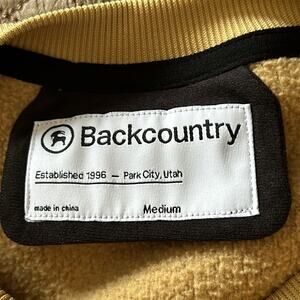 Backcountry
Established 1996 — Park City, Utah
made in china Medium